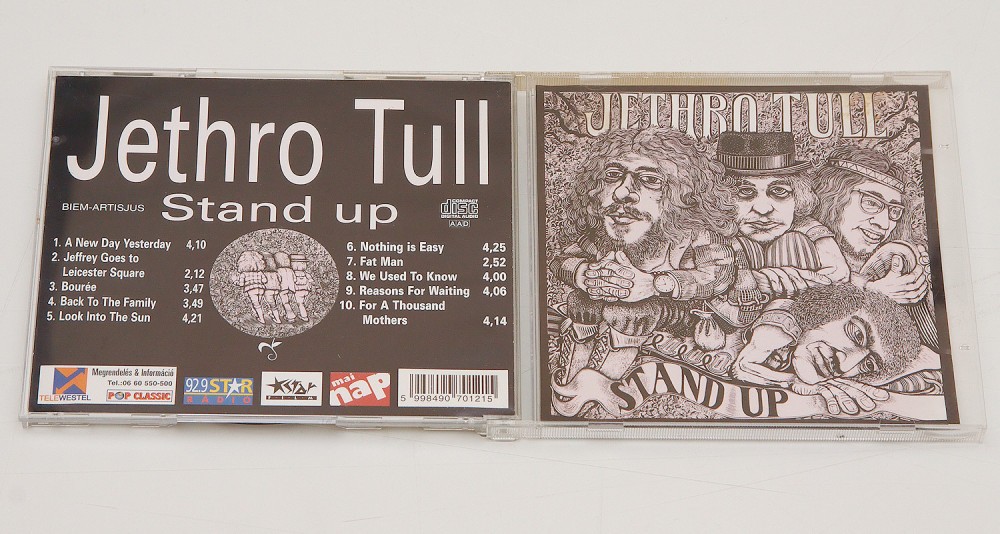 Jethro Tull
BIEM-ARTISJUS Stand up
COMPACT
disc
DIGITAL AUDIO
AAD
1. A New Day Yesterday 4,10
2. Jeffrey Goes to
Leicester Square 2,12
3. Bourée 3,47
4. Back To The Family 3,49
5. Look Into The Sun 4,21
6. Nothing is Easy 4,25
7. Fat Man 2,52
8. We Used To Know 4,00
9. Reasons For Waiting 4,06
10. For A Thousand
Mothers 4,14
TELEWESTEL
Megrendelés & Információ
Tel.:06 60 550-500
POP CLASSIC
92.9 STAR
RÁDIÓ
STAR
FILM
mai
nap
5 998490 701215
JETHRO TULL
STAND UP